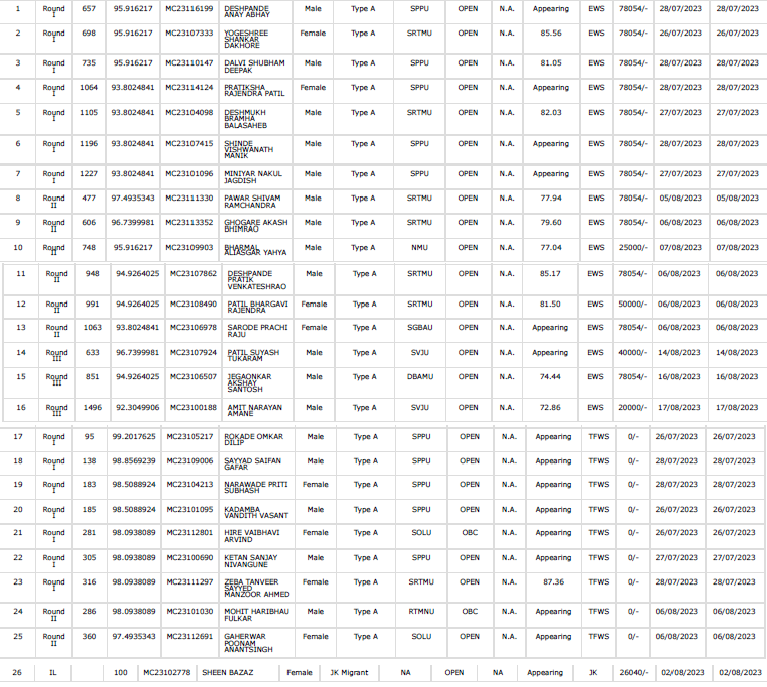 1 Round I 657 95.916217 MC23116199 DESHPANDE ANAY ABHAY Male Type A SPPU OPEN N.A. Appearing EWS 78054/- 28/07/2023 28/07/2023
2 Round I 698 95.916217 MC23107333 YOGESHREE SHANKAR DAKHORE Female Type A SRTMU OPEN N.A. 85.56 EWS 78054/- 26/07/2023 26/07/2023
3 Round I 735 95.916217 MC23110147 DALVI SHUBHAM DEEPAK Male Type A SPPU OPEN N.A. 81.05 EWS 78054/- 28/07/2023 28/07/2023
4 Round I 1064 93.8024841 MC23114124 PRATIKSHA RAJENDRA PATIL Female Type A SPPU OPEN N.A. Appearing EWS 78054/- 28/07/2023 28/07/2023
5 Round I 1105 93.8024841 MC23104098 DESHMUKH BRAMHA BALASAHEB Male Type A SRTMU OPEN N.A. 82.03 EWS 78054/- 27/07/2023 27/07/2023
6 Round I 1196 93.8024841 MC23107415 SHINDE VISHWANATH MANIK Male Type A SPPU OPEN N.A. Appearing EWS 78054/- 28/07/2023 28/07/2023
7 Round I 1227 93.8024841 MC23101096 MINIYAR NAKUL JAGDISH Male Type A SPPU OPEN N.A. Appearing EWS 78054/- 27/07/2023 27/07/2023
8 Round II 477 97.4935343 MC23111330 PAWAR SHIVAM RAMCHANDRA Male Type A SRTMU OPEN N.A. 77.94 EWS 78054/- 05/08/2023 05/08/2023
9 Round II 606 96.7399981 MC23113352 GHOGARE AKASH BHIMRAO Male Type A SRTMU OPEN N.A. 79.60 EWS 78054/- 06/08/2023 06/08/2023
10 Round II 748 95.916217 MC23109903 BHARMAL ALIASGAR YAHYA Male Type A NMU OPEN N.A. 77.04 EWS 25000/- 07/08/2023 07/08/2023
11 Round II 948 94.9264025 MC23107862 DESHPANDE PRATIK VENKATESHRAO Male Type A SRTMU OPEN N.A. 85.17 EWS 78054/- 06/08/2023 06/08/2023
12 Round II 991 94.9264025 MC23108490 PATIL BHARGAVI RAJENDRA Female Type A SRTMU OPEN N.A. 81.50 EWS 50000/- 06/08/2023 06/08/2023
13 Round II 1063 93.8024841 MC23106978 SARODE PRACHI RAJU Female Type A SGBAU OPEN N.A. Appearing EWS 78054/- 06/08/2023 06/08/2023
14 Round III 633 96.7399981 MC23107924 PATIL SUYASH TUKARAM Male Type A SVJU OPEN N.A. Appearing EWS 40000/- 14/08/2023 14/08/2023
15 Round III 851 94.9264025 MC23106507 JEGAONKAR AKSHAY SANTOSH Male Type A DBAMU OPEN N.A. 74.44 EWS 78054/- 16/08/2023 16/08/2023
16 Round III 1496 92.3049906 MC23100188 AMIT NARAYAN AMANE Male Type A SVJU OPEN N.A. 72.86 EWS 20000/- 17/08/2023 17/08/2023
17 Round I 95 99.2017625 MC23105217 ROKADE OMKAR DILIP Male Type A SPPU OPEN N.A. Appearing TFWS 0/- 26/07/2023 26/07/2023
18 Round I 138 98.8569239 MC23109006 SAYYAD SAIFAN GAFAR Male Type A SPPU OPEN N.A. Appearing TFWS 0/- 28/07/2023 28/07/2023
19 Round I 183 98.5088924 MC23104213 NARAWADE PRITI SUBHASH Female Type A SPPU OPEN N.A. Appearing TFWS 0/- 28/07/2023 28/07/2023
20 Round I 185 98.5088924 MC23101095 KADAMBA VANDITH VASANT Male Type A SPPU OPEN N.A. Appearing TFWS 0/- 26/07/2023 26/07/2023
21 Round I 281 98.0938089 MC23112801 HIRE VAIBHAVI ARVIND Female Type A SOLU OBC N.A. Appearing TFWS 0/- 26/07/2023 26/07/2023
22 Round I 305 98.0938089 MC23100690 KETAN SANJAY NIVANGUNE Male Type A SPPU OPEN N.A. Appearing TFWS 0/- 27/07/2023 27/07/2023
23 Round I 316 98.0938089 MC23111297 ZEBA TANVEER SAYYED MANZOOR AHMED Female Type A SRTMU OPEN NA 87.36 TFWS 0/- 28/07/2023 28/07/2023
24 Round II 286 98.0938089 MC23101030 MOHIT HARIBHAU FULKAR Male Type A RTMNU OBC N.A. Appearing TFWS 0/- 06/08/2023 06/08/2023
25 Round II 360 97.4935343 MC23112691 GAHERWAR POONAM ANANTSINGH Female Type A SOLU OPEN N.A. Appearing TFWS 0/- 06/08/2023 06/08/2023
26 IL 100 MC23102778 SHEEN BAZAZ Female JK Migrant NA OPEN NA Appearing JK 26040/- 02/08/2023 02/08/2023